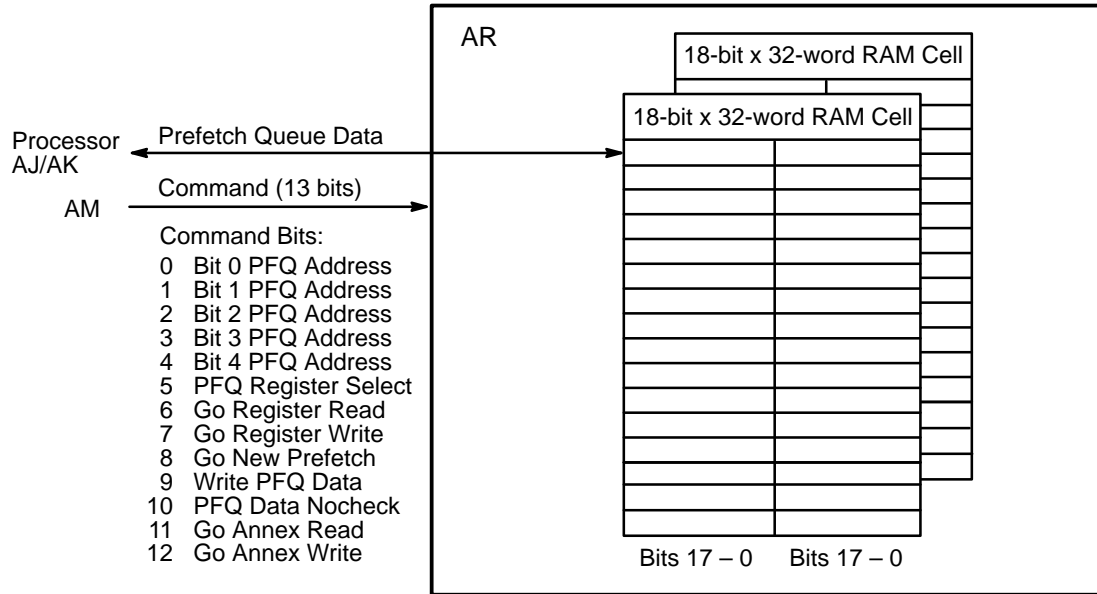 AR
18-bit x 32-word RAM Cell
18-bit x 32-word RAM Cell
Processor
AJ/AK
Prefetch Queue Data
AM
Command (13 bits)
Command Bits:
0 Bit 0 PFQ Address
1 Bit 1 PFQ Address
2 Bit 2 PFQ Address
3 Bit 3 PFQ Address
4 Bit 4 PFQ Address
5 PFQ Register Select
6 Go Register Read
7 Go Register Write
8 Go New Prefetch
9 Write PFQ Data
10 PFQ Data Nocheck
11 Go Annex Read
12 Go Annex Write
Bits 17 – 0 Bits 17 – 0